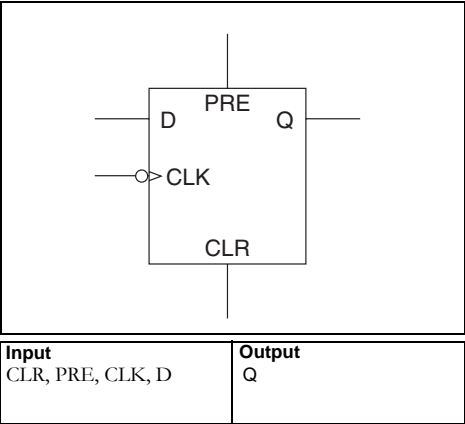 PRE
D Q
CLK
CLR
Input Output
CLR, PRE, CLK, D Q